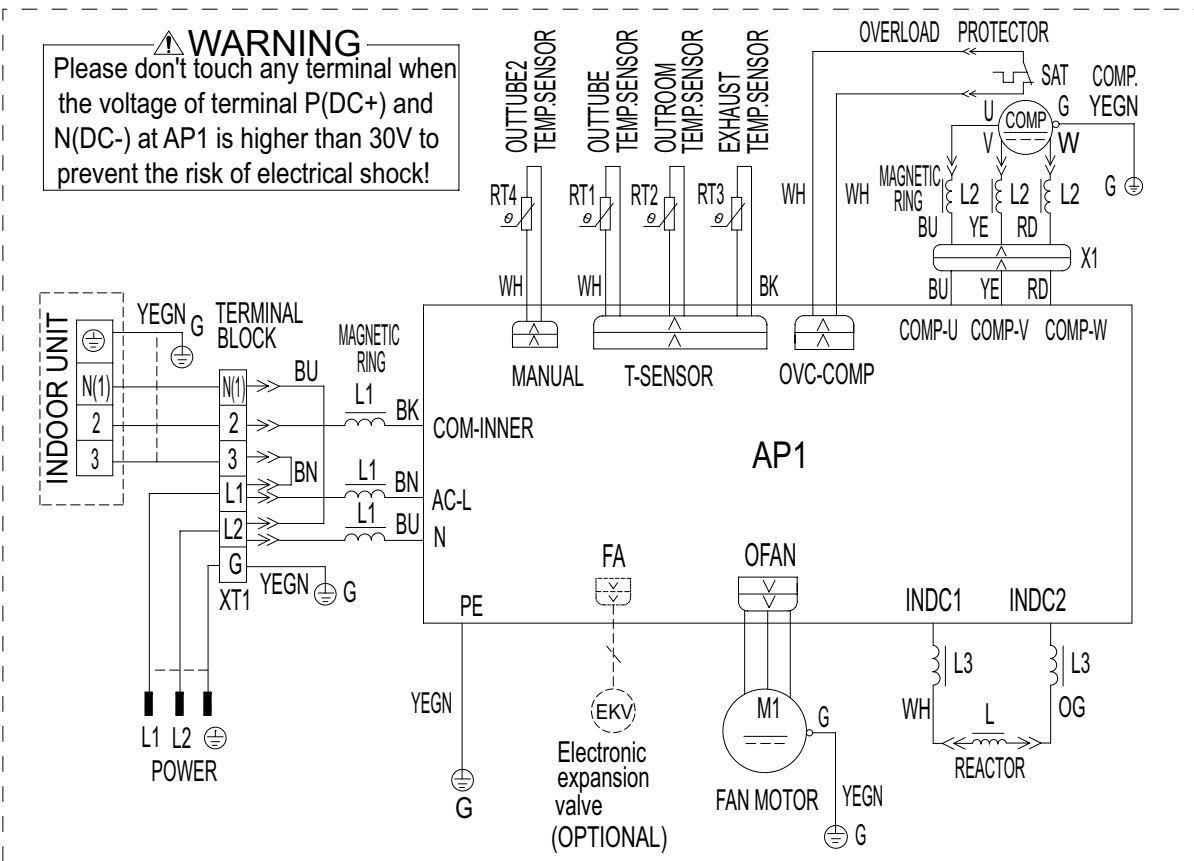 WARNING
Please don't touch any terminal when
the voltage of terminal P(DC+) and
N(DC-) at AP1 is higher than 30V to
prevent the risk of electrical shock!
OUTTUBE2
TEMP.SENSOR
OUTTUBE
TEMP.SENSOR
OUTROOM
TEMP.SENSOR
EXHAUST
TEMP.SENSOR
OVERLOAD PROTECTOR
SAT
COMP.
YEGN
U
G
COMP
V
W
RT4
RT1
RT2
RT3
WH
WH
MAGNETIC
RING
L2
L2
L2
G
BU
YE
RD
X1
WH
WH
BK
BU
YE
RD
COMP-U
COMP-V
COMP-W
MANUAL
T-SENSOR
OVC-COMP
INDOOR UNIT
YEGN
G
TERMINAL
BLOCK
MAGNETIC
RING
N(1)
N(1)
BU
L1
BK
COM-INNER
2
2
3
3
BN
L1
BN
AC-L
L1
L1
BU
N
L2
G
YEGN
G
XT1
AP1
PE
FA
OFAN
INDC1
INDC2
L3
L3
YEGN
EKV
M1
G
WH
L
OG
L1
L2
POWER
REACTOR
Electronic
expansion
valve
(OPTIONAL)
G
FAN MOTOR
YEGN
G